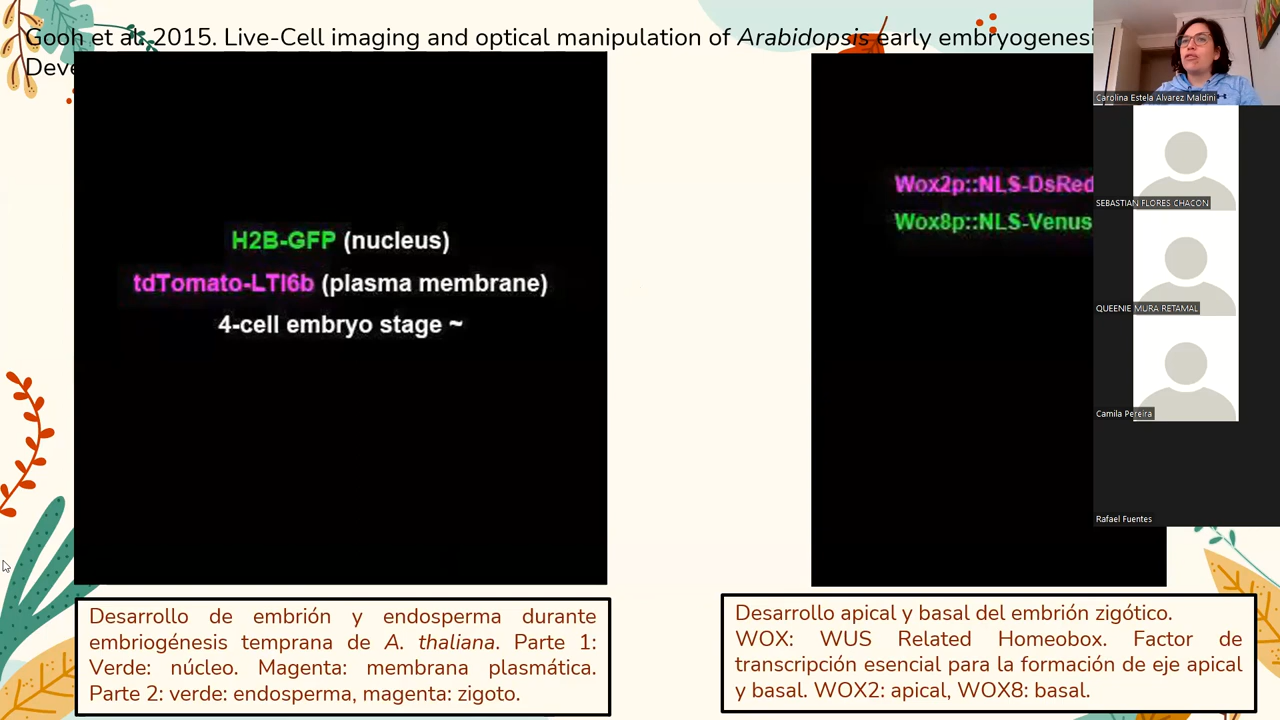 Gooh et al. 2015. Live-Cell imaging and optical manipulation of Arabidopsis early embryogenesi
Deve
H2B-GFP (nucleus)
tdTomato-LTI6b (plasma membrane)
4-cell embryo stage ~
Wox2p::NLS-DsRed
Wox8p::NLS-Venus
Carolina Estela Alvarez Maldini
SEBASTIAN FLORES CHACON
QUEENIE MURA RETAMAL
Camila Pereira
Rafael Fuentes
Desarrollo de embrión y endosperma durante
embriogénesis temprana de A. thaliana. Parte 1:
Verde: núcleo. Magenta: membrana plasmática.
Parte 2: verde: endosperma, magenta: zigoto.
Desarrollo apical y basal del embrión zigótico.
WOX: WUS Related Homeobox. Factor de
transcripción esencial para la formación de eje apical
y basal. WOX2: apical, WOX8: basal.